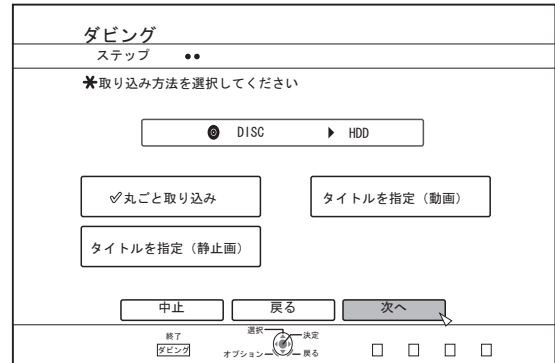 ダビング
ステップ ●●
＊取り込み方法を選択してください
DISC ▶ HDD
✓丸ごと取り込み タイトルを指定（動画）
タイトルを指定（静止画）
中止 戻る 次へ
終了 選択 決定
ダビング オプション 戻る